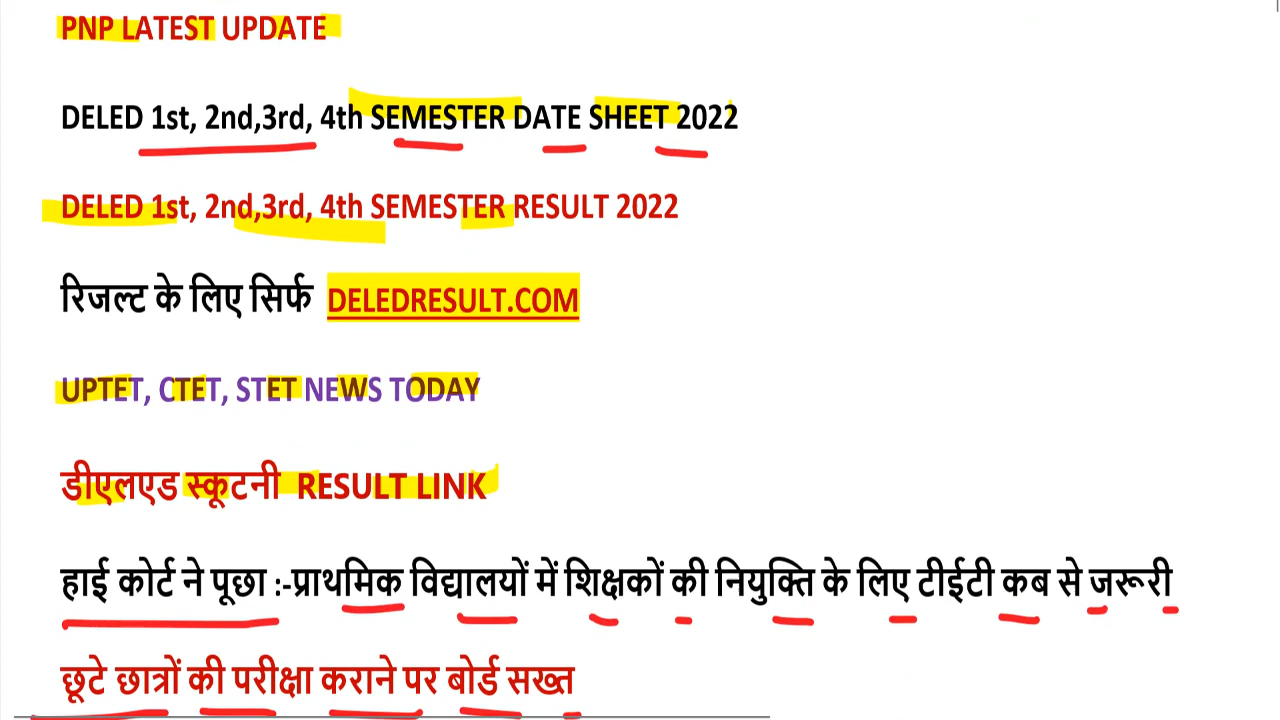 PNP LATEST UPDATE
DELED 1st, 2nd,3rd, 4th SEMESTER DATE SHEET 2022
DELED 1st, 2nd,3rd, 4th SEMESTER RESULT 2022
रिजल्ट के लिए सिर्फ DELEDRESULT.COM
UPTET, CTET, STET NEWS TODAY
डीएलएड स्कूटनी RESULT LINK
हाई कोर्ट ने पूछा :-प्राथमिक विद्यालयों में शिक्षकों की नियुक्ति के लिए टीईटी कब से जरूरी
छूटे छात्रों की परीक्षा कराने पर बोर्ड सख्त